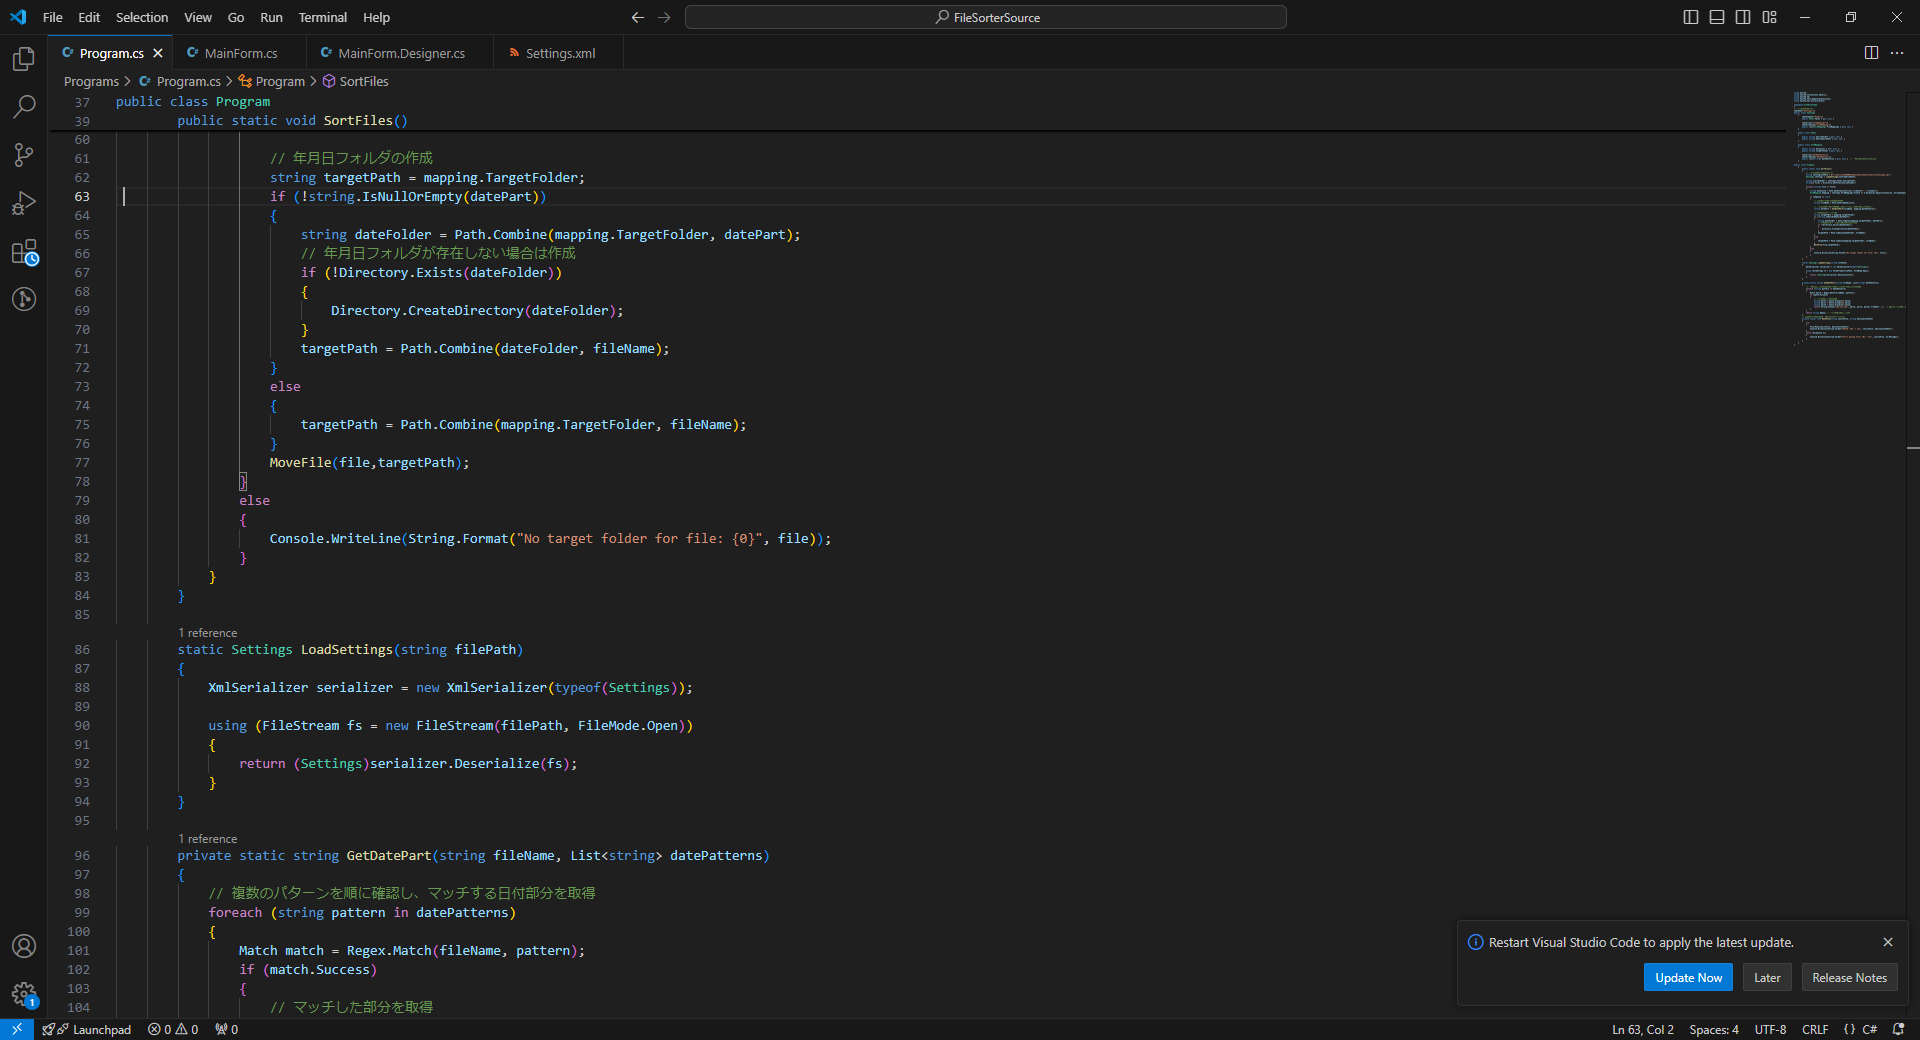 File Edit Selection View Go Run Terminal Help
FileSorterSource
Program.cs MainForm.cs MainForm.Designer.cs Settings.xml
Programs > Program.cs > Program > SortFiles
37 public class Program
39 public static void SortFiles()
60
61 // 年月日フォルダの作成
62 string targetPath = mapping.TargetFolder;
63 if (!string.IsNullOrEmpty(datePart))
64 {
65 string dateFolder = Path.Combine(mapping.TargetFolder, datePart);
66 // 年月日フォルダが存在しない場合は作成
67 if (!Directory.Exists(dateFolder))
68 {
69 Directory.CreateDirectory(dateFolder);
70 }
71 targetPath = Path.Combine(dateFolder, fileName);
72 }
73 else
74 {
75 targetPath = Path.Combine(mapping.TargetFolder, fileName);
76 }
77 MoveFile(file,targetPath);
78 }
79 else
80 {
81 Console.WriteLine(String.Format("No target folder for file: {0}", file));
82 }
83 }
84 }
85
1 reference
86 static Settings LoadSettings(string filePath)
87 {
88 XmlSerializer serializer = new XmlSerializer(typeof(Settings));
89
90 using (FileStream fs = new FileStream(filePath, FileMode.Open))
91 {
92 return (Settings)serializer.Deserialize(fs);
93 }
94 }
95
1 reference
96 private static string GetDatePart(string fileName, List<string> datePatterns)
97 {
98 // 複数のパターンを順に確認し、マッチする日付部分を取得
99 foreach (string pattern in datePatterns)
100 {
101 Match match = Regex.Match(fileName, pattern);
102 if (match.Success)
103 {
104 // マッチした部分を取得
Restart Visual Studio Code to apply the latest update.
Update Now Later Release Notes
1
Launchpad 0 0 0 Ln 63, Col 2 Spaces: 4 UTF-8 CRLF {} C#